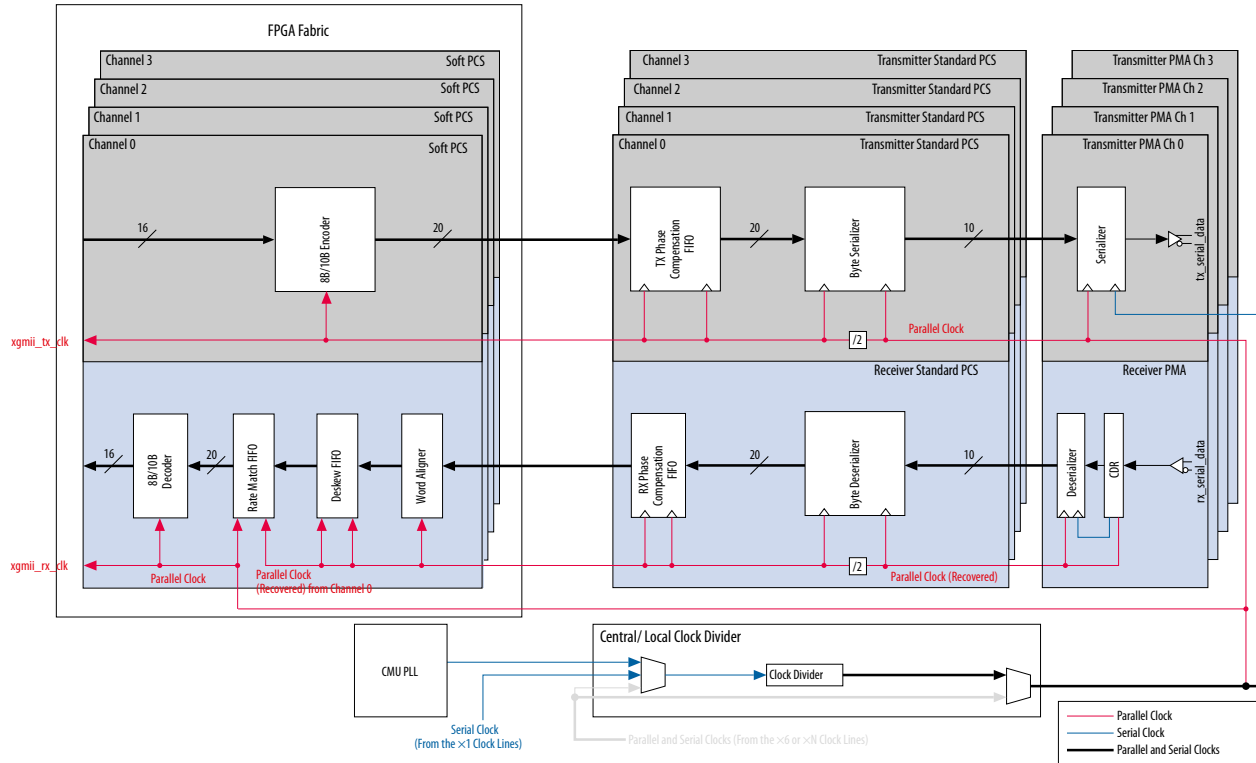 FPGA Fabric
Channel 3
Soft PCS
Channel 2
Soft PCS
Channel 1
Soft PCS
Channel 0
Soft PCS
16
8B/10B Encoder
20
xgmii_tx_clk
Channel 3
Transmitter Standard PCS
Channel 2
Transmitter Standard PCS
Channel 1
Transmitter Standard PCS
Channel 0
Transmitter Standard PCS
TX Phase
Compensation
FIFO
20
Byte Serializer
10
/2
Parallel Clock
Transmitter PMA Ch 3
Transmitter PMA Ch 2
Transmitter PMA Ch 1
Transmitter PMA Ch 0
Serializer
tx_serial_data
16
8B/10B
Decoder
20
Rate Match FIFO
Deskew FIFO
Word Aligner
xgmii_rx_clk
Parallel Clock
Parallel Clock
(Recovered) from Channel 0
Receiver Standard PCS
RX Phase
Compensation
FIFO
20
Byte Deserializer
10
/2
Parallel Clock (Recovered)
Receiver PMA
Deserializer
CDR
rx_serial_data
CMU PLL
Central/ Local Clock Divider
Clock Divider
Serial Clock
(From the ×1 Clock Lines)
Parallel and Serial Clocks (From the ×6 or ×N Clock Lines)
Parallel Clock
Serial Clock
Parallel and Serial Clocks